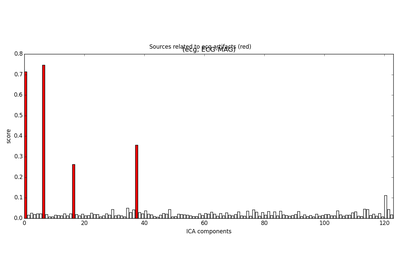 Sources related to ecg artifacts (red)
(ecg, ECG-MAG)
0.8
0.7
0.6
0.5
0.4
0.3
0.2
0.1
0.0
score
0 20 40 60 80 100 120
ICA components